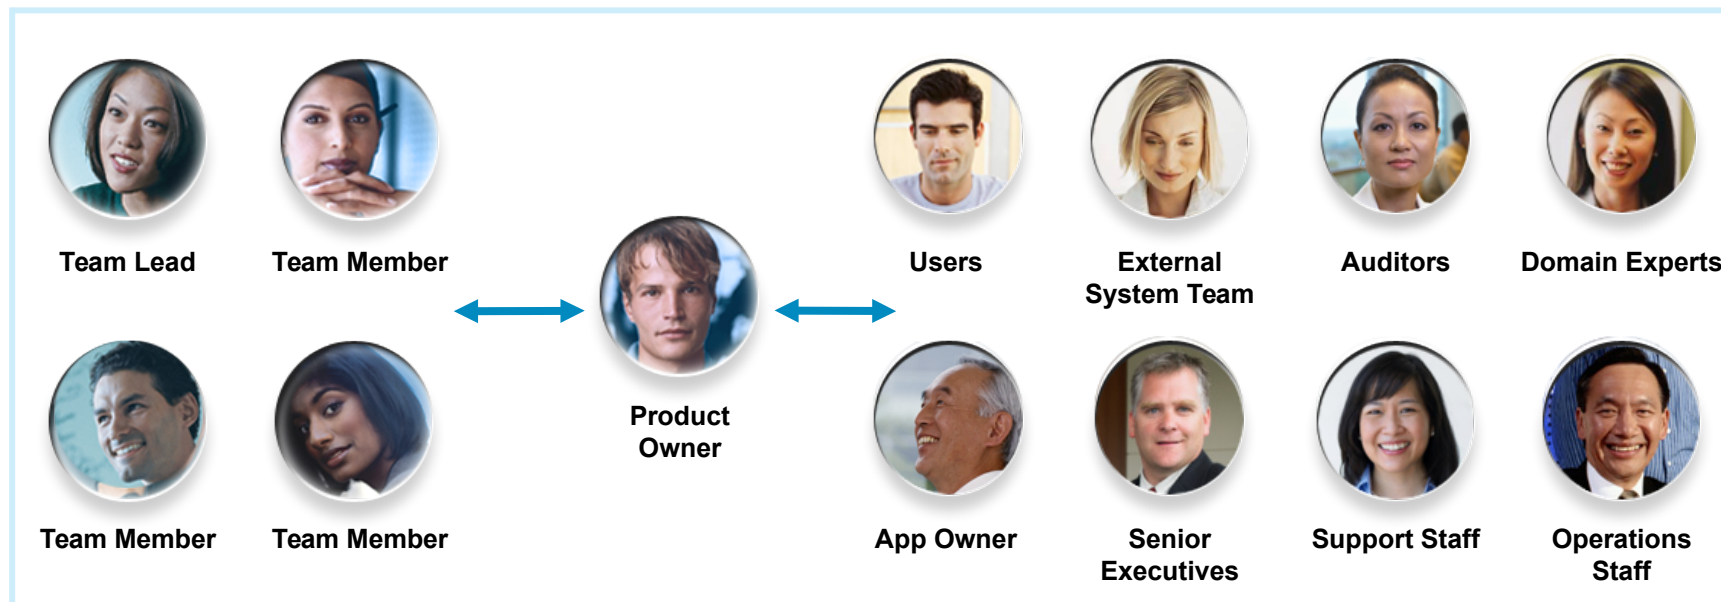 Team Lead
Team Member
Users
External
System Team
Auditors
Domain Experts
Product
Owner
Team Member
Team Member
App Owner
Senior
Executives
Support Staff
Operations
Staff